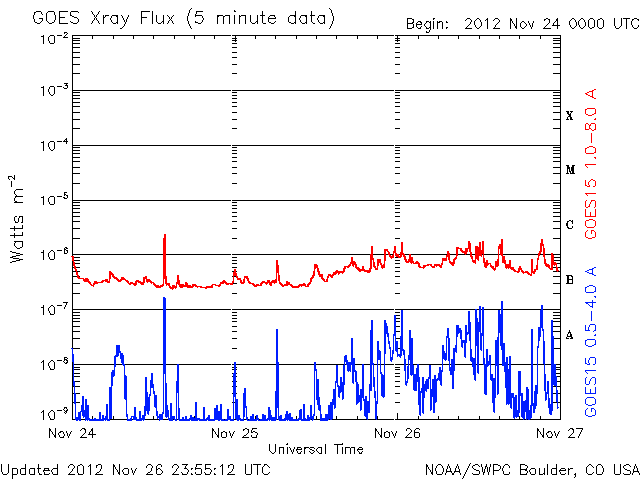 GOES Xray Flux (5 minute data)
Begin: 2012 Nov 24 0000 UTC
10-2
10-3
10-4
10-5
10-6
10-7
10-8
10-9
Watts m-2
X
M
C
B
A
GOES15 1.0-8.0 A
GOES15 0.5-4.0 A
Nov 24
Nov 25
Nov 26
Nov 27
Universal Time
Updated 2012 Nov 26 23:55:12 UTC
NOAA/SWPC Boulder, CO USA